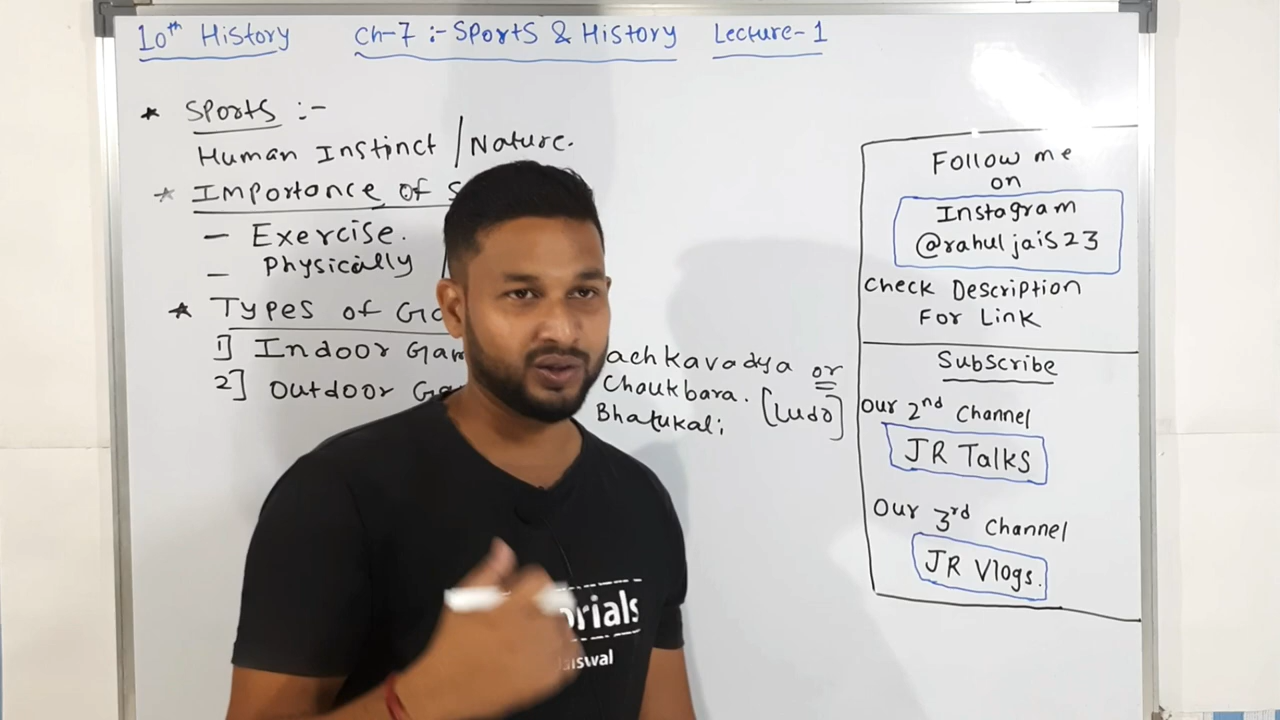 10th History Ch-7 :- Sports & History Lecture-1
* Sports :-
Human Instinct / Nature.
* Importance of S
- Exercise.
- Physically
* Types of Ga
1] Indoor Gam
2] Outdoor Ga
achkavadya or
Choukbara.
Bhatukali [Ludo]
Follow me
on
Instagram
@rahuljais23
Check Description
For Link
Subscribe
Our 2nd Channel
JR Talks
Our 3rd Channel
JR Vlogs.
orials
aiswal